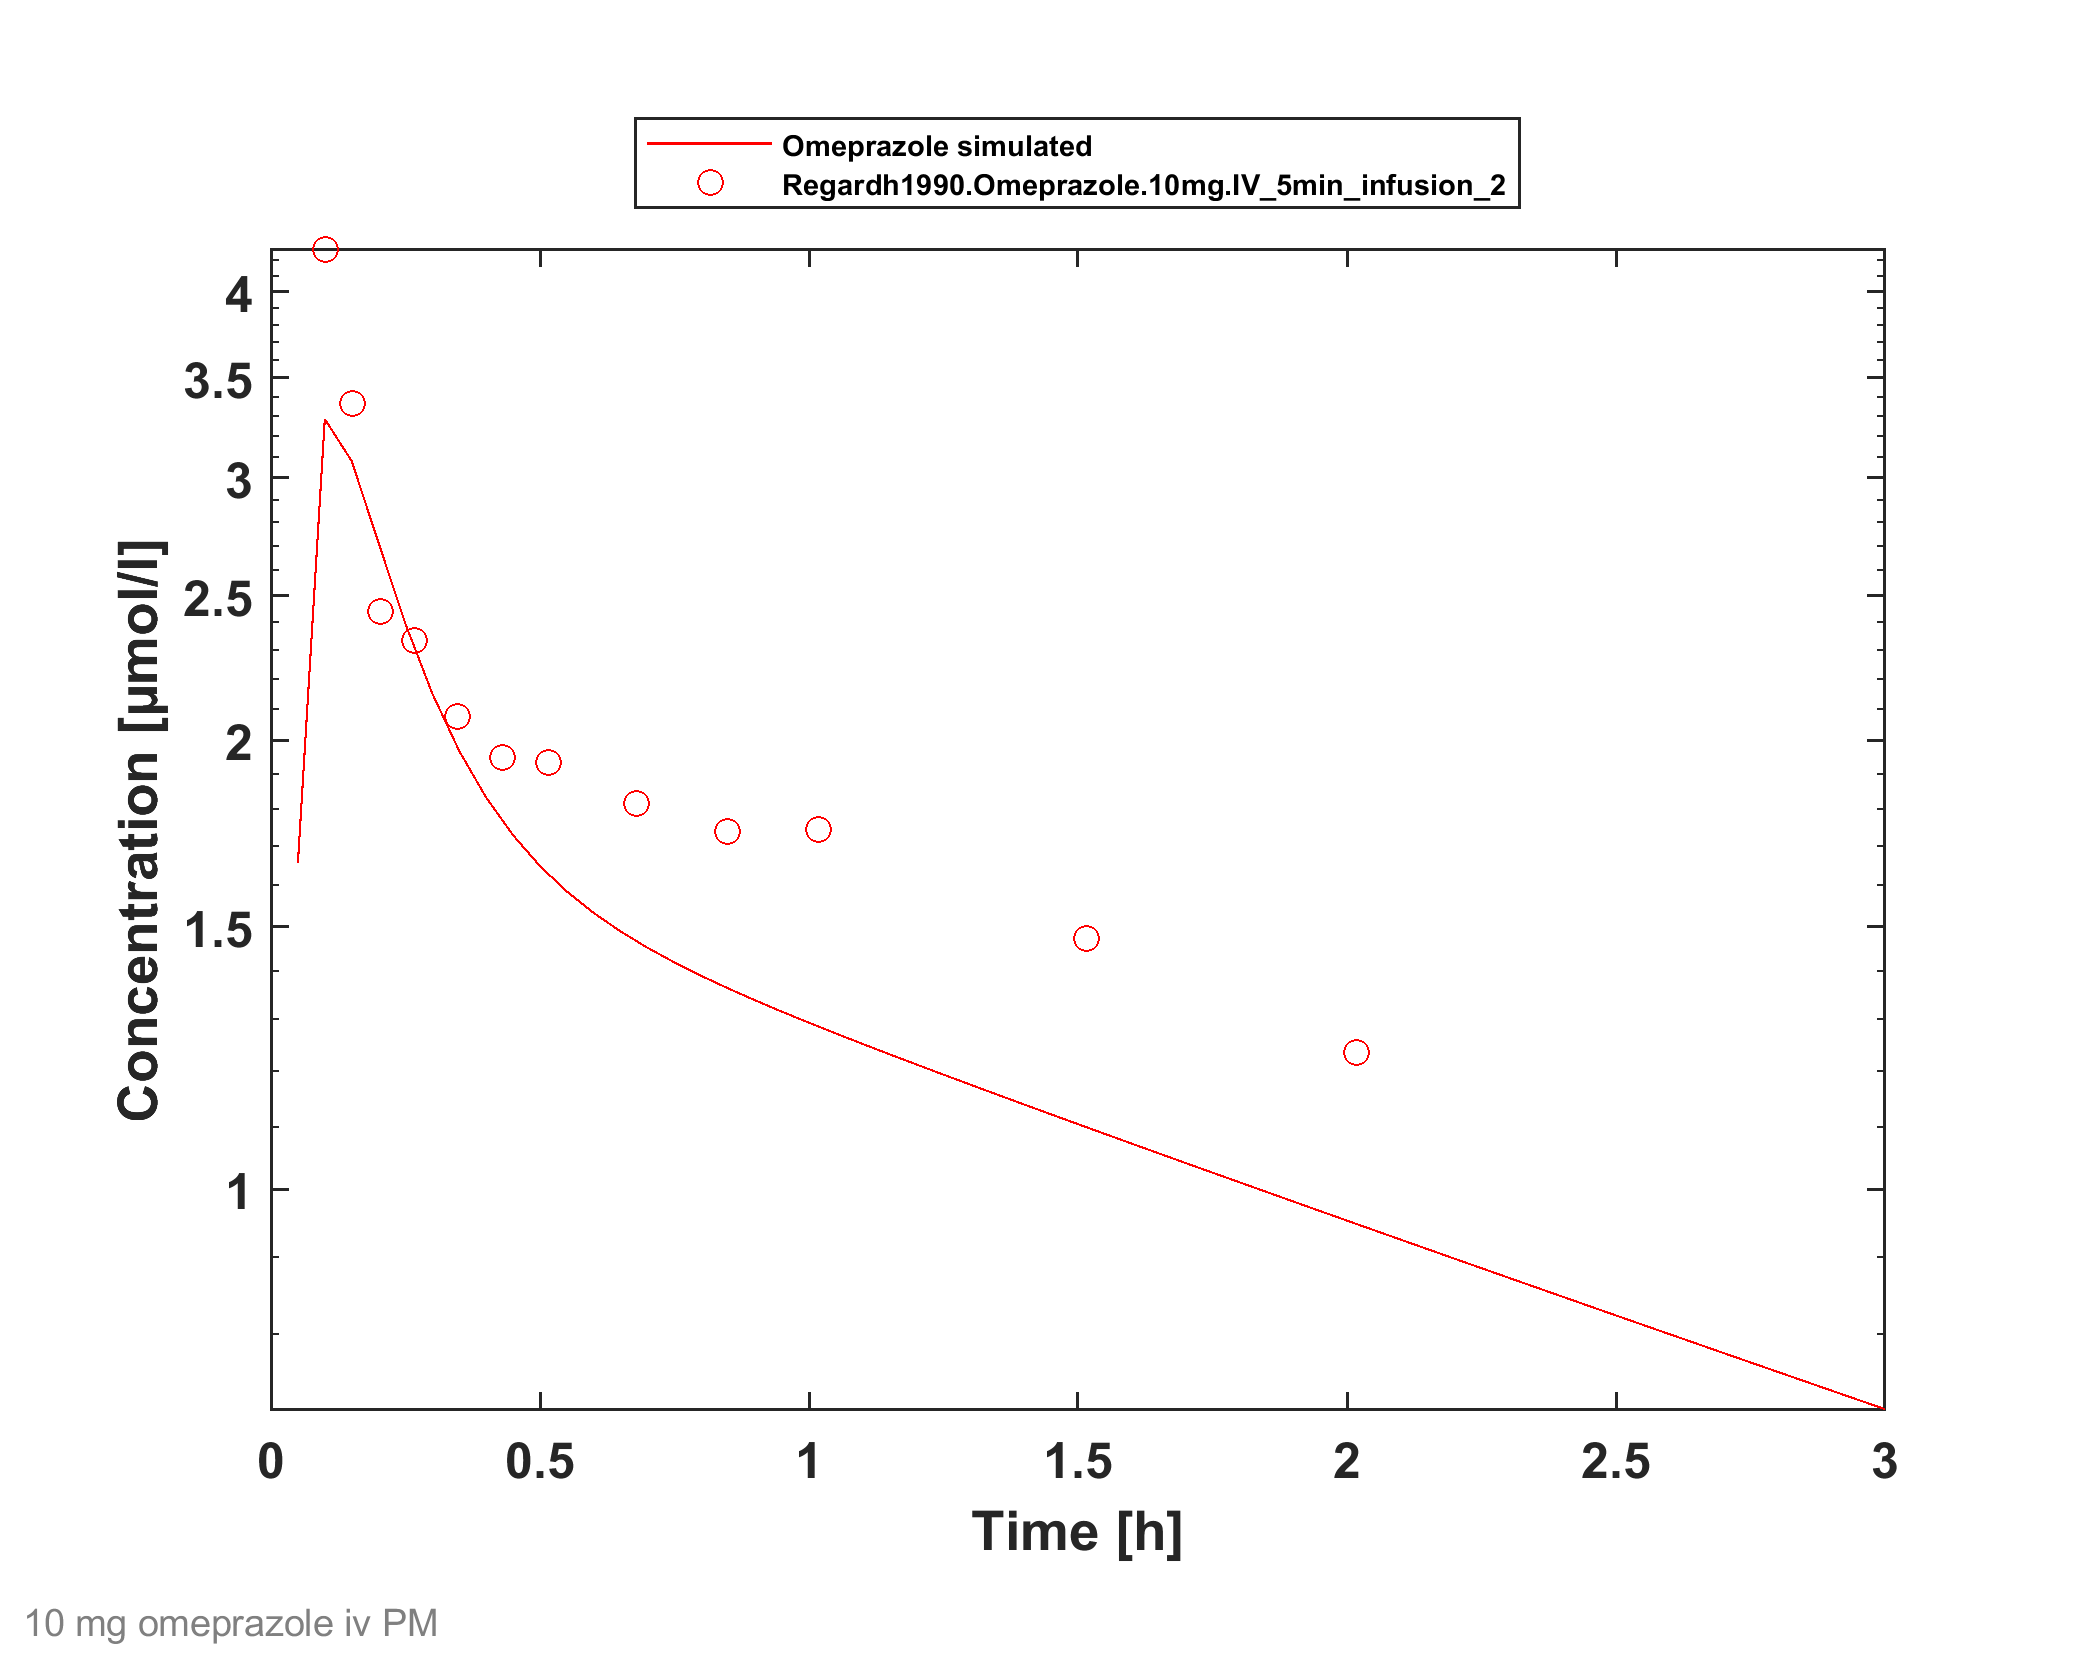 Omeprazole simulated
Regardh1990.Omeprazole.10mg.IV_5min_infusion_2
4
3.5
3
2.5
2
1.5
1
Concentration [µmol/l]
0 0.5 1 1.5 2 2.5 3
Time [h]
10 mg omeprazole iv PM